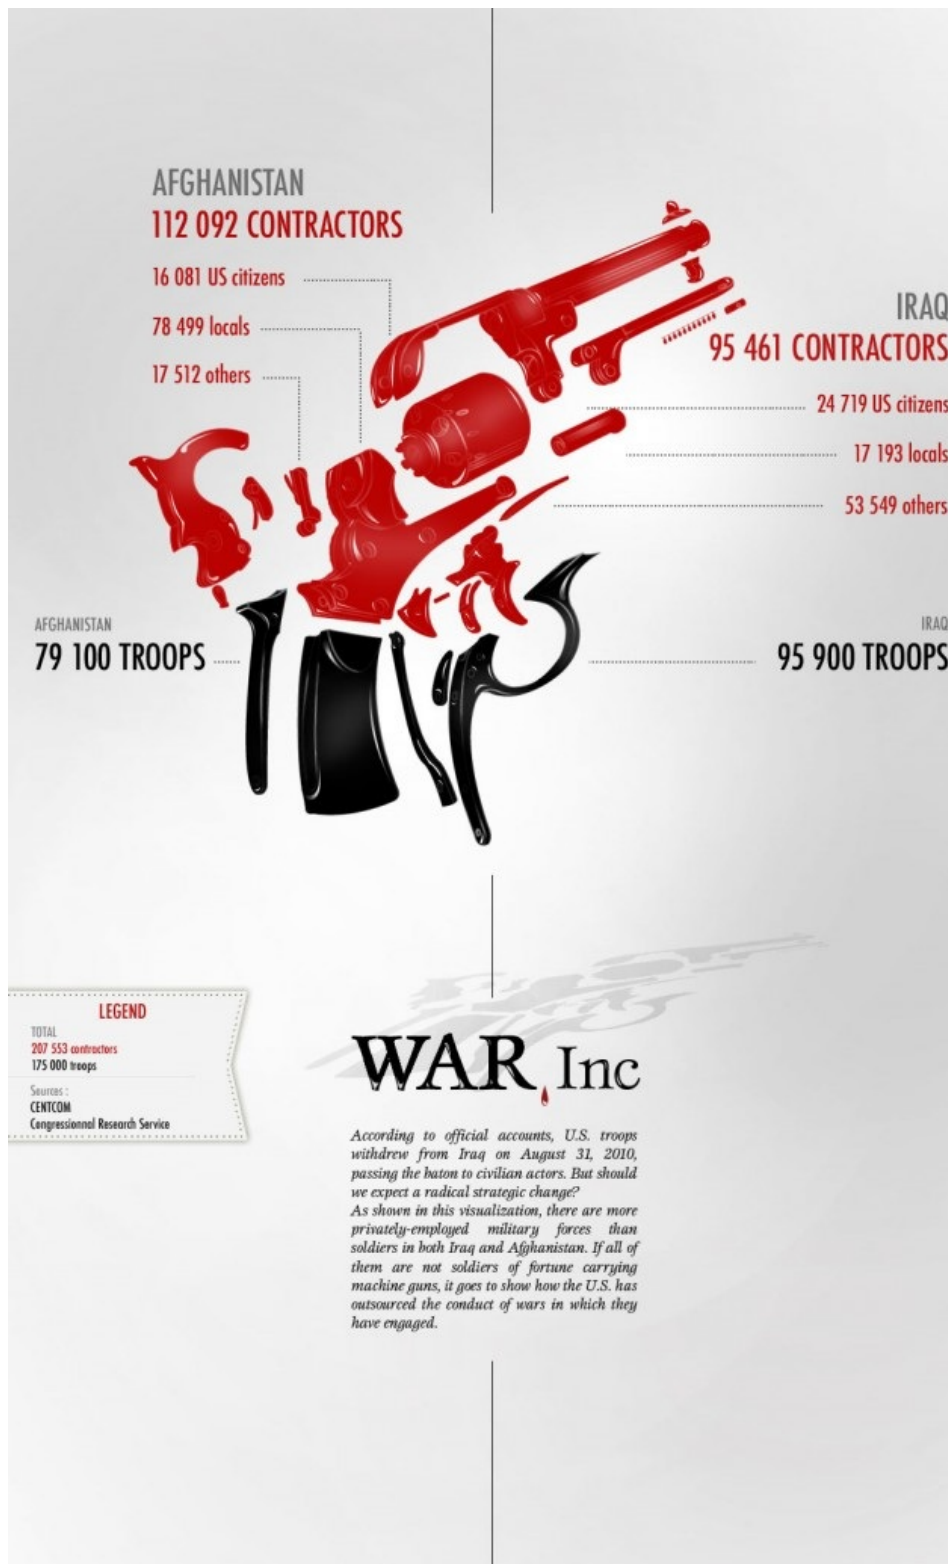 AFGHANISTAN
112 092 CONTRACTORS
16 081 US citizens
78 499 locals
17 512 others
IRAQ
95 461 CONTRACTORS
24 719 US citizens
17 193 locals
53 549 others
AFGHANISTAN
79 100 TROOPS
IRAQ
95 900 TROOPS
LEGEND
TOTAL
207 553 contractors
175 000 troops
Sources :
CENTCOM
Congressionnal Research Service
WAR, Inc
According to official accounts, U.S. troops
withdrew from Iraq on August 31, 2010,
passing the baton to civilian actors. But should
we expect a radical strategic change?
As shown in this visualization, there are more
privately-employed military forces than
soldiers in both Iraq and Afghanistan. If all of
them are not soldiers of fortune carrying
machine guns, it goes to show how the U.S. has
outsourced the conduct of wars in which they
have engaged.